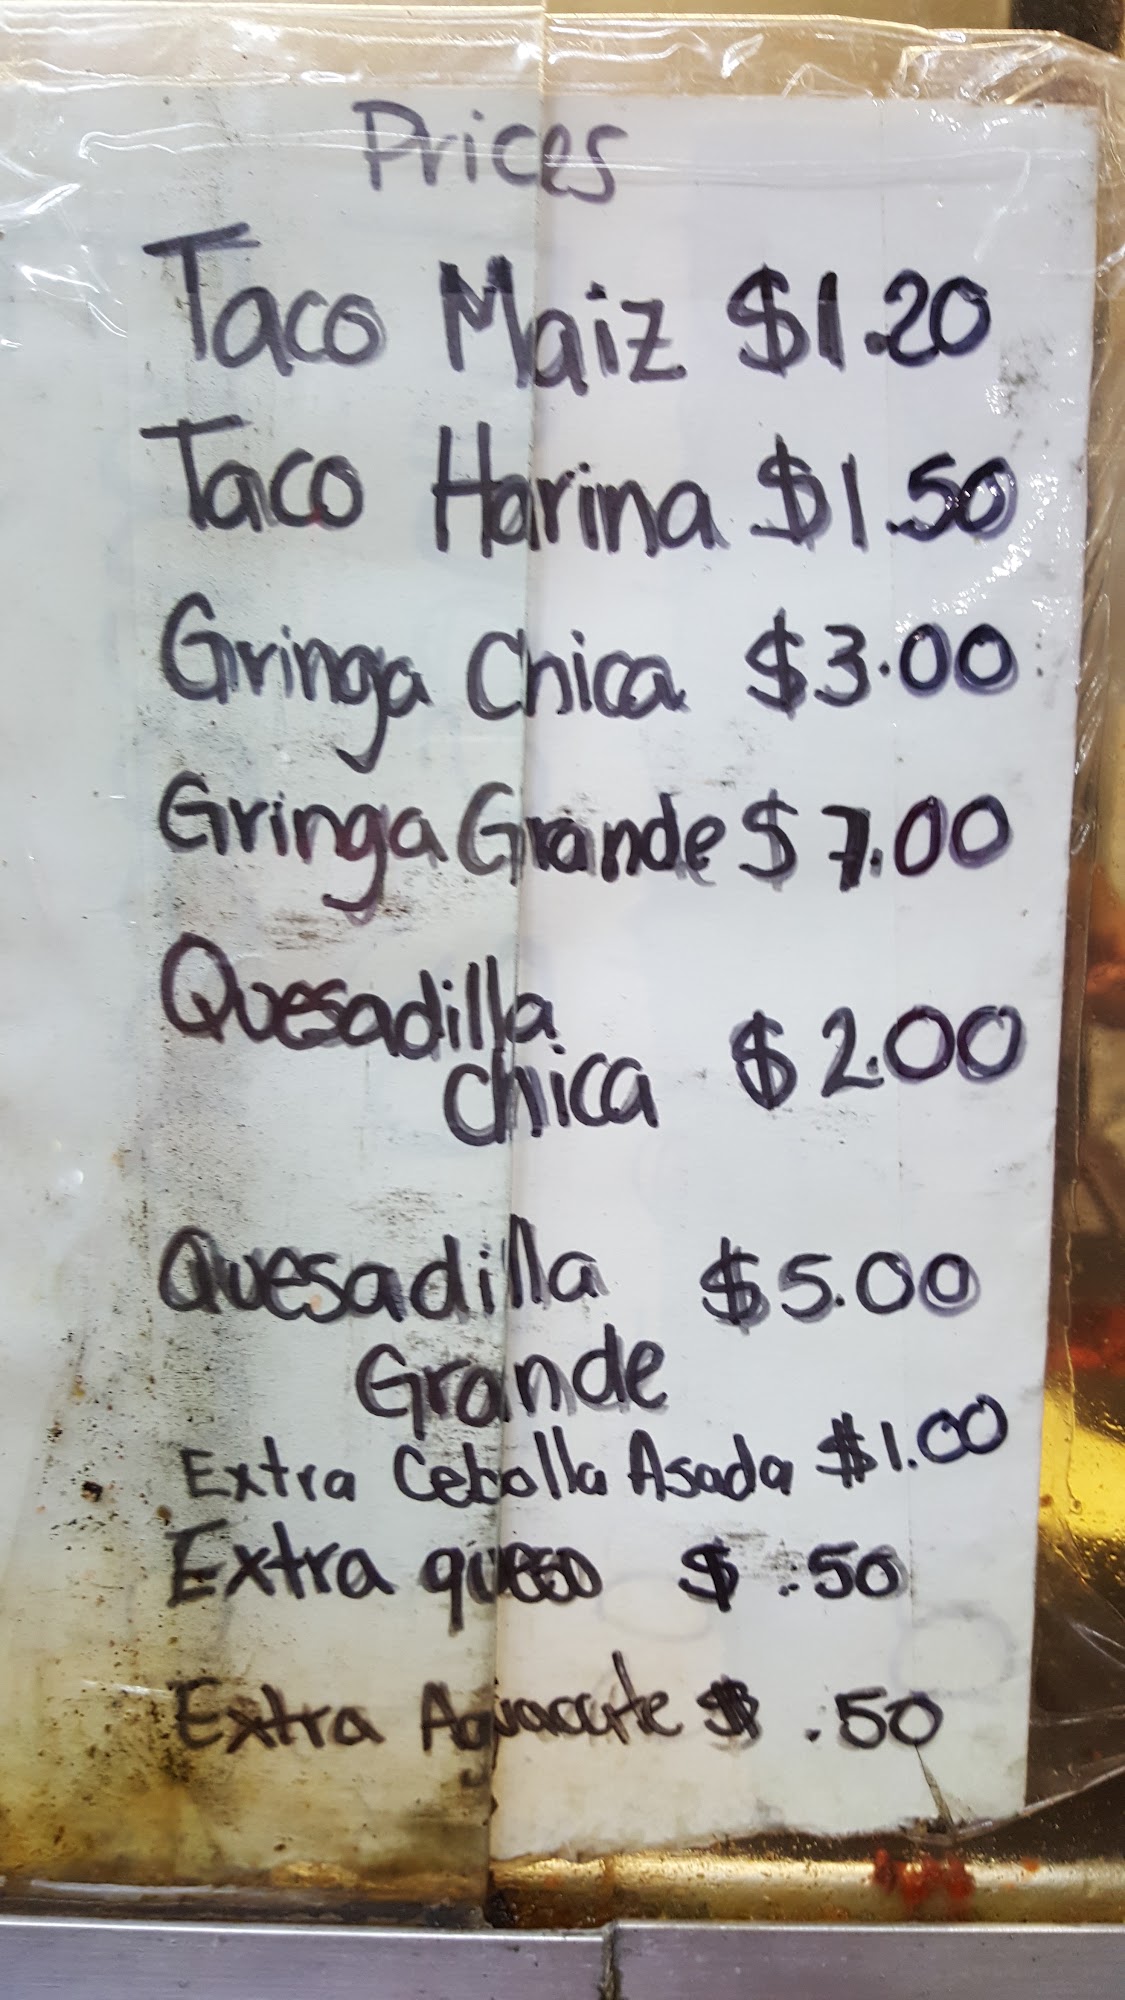 Prices
Taco Maiz $1.20
Taco Harina $1.50
Gringa Chica $3.00
Gringa Grande $7.00
Quesadilla
chica $2.00
Quesadilla $5.00
Grande
Extra Cebolla Asada $1.00
Extra queso $.50
Extra Aguacate $.50